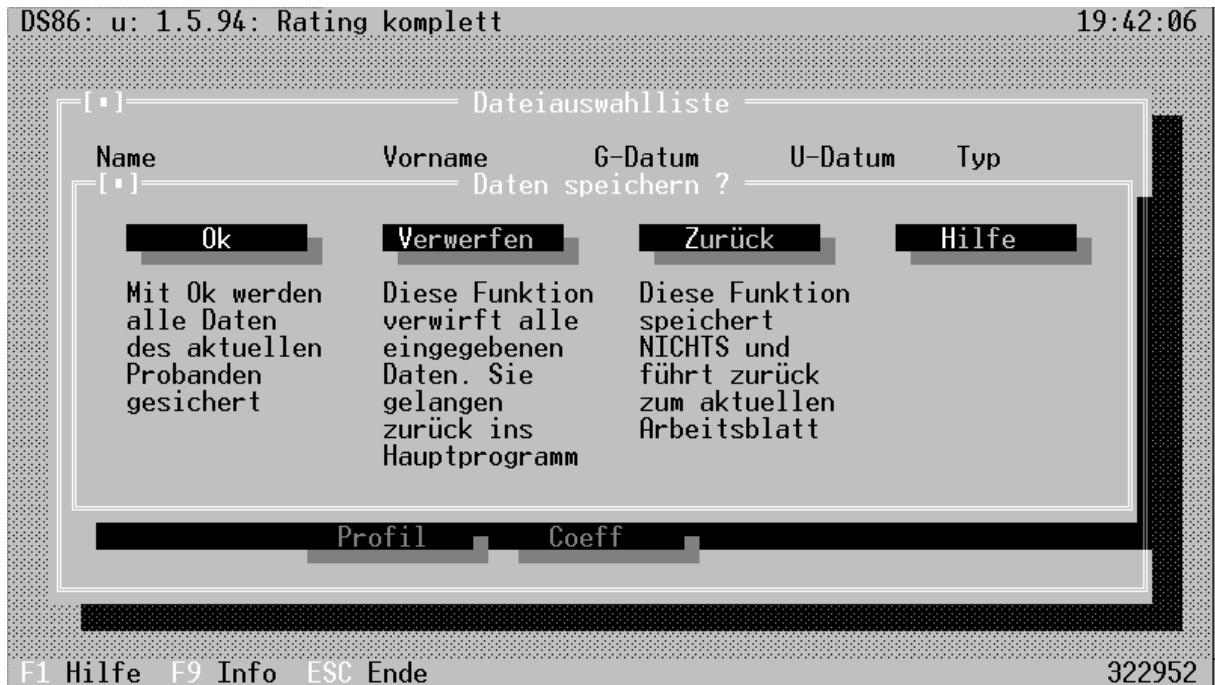 DS86: u: 1.5.94: Rating komplett 19:42:06
Dateiauswahlliste
Name Vorname G-Datum U-Datum Typ
Daten speichern ?
Ok Verwerfen Zurück Hilfe
Mit Ok werden Diese Funktion Diese Funktion
alle Daten verwirft alle speichert
des aktuellen eingegebenen NICHTS und
Probanden Daten. Sie führt zurück
gesichert gelangen zum aktuellen
zurück ins Arbeitsblatt
Hauptprogramm
Profil Coeff
F1 Hilfe F9 Info ESC Ende 322952